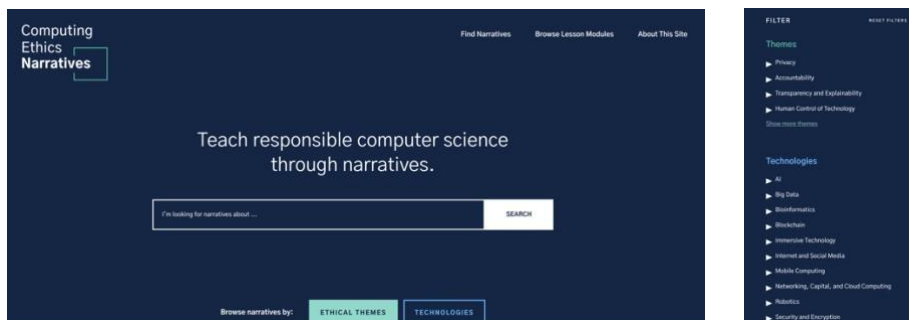 Computing
Ethics
Narratives
Find Narratives
Browse Lesson Modules
About This Site
Teach responsible computer science
through narratives.
I'm looking for narratives about ...
SEARCH
Browse narratives by:
ETHICAL THEMES
TECHNOLOGIES
FILTER
RESET FILTERS
Themes
Privacy
Accountability
Transparency and Explainability
Human Control of Technology
Show more themes
Technologies
AI
Big Data
Bioinformatics
Blockchain
Immersive Technology
Internet and Social Media
Mobile Computing
Networking, Capital, and Cloud Computing
Robotics
Security and Encryption